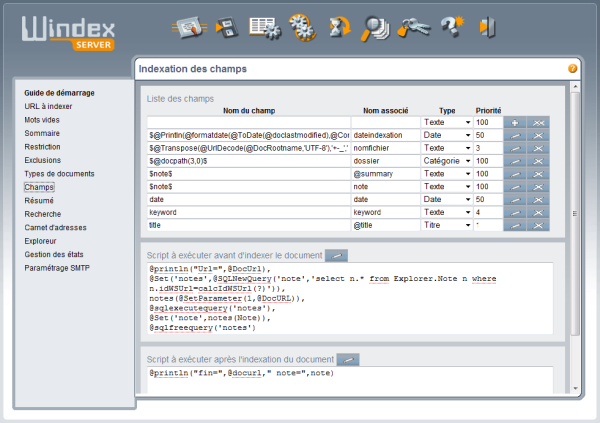 Windex
SERVER
Indexation des champs
Guide de démarrage
URL à indexer
Mots vides
Sommaire
Restriction
Exclusions
Types de documents
Champs
Résumé
Recherche
Carnet d'adresses
Exploreur
Gestion des états
Paramétrage SMTP
Liste des champs
Nom du champ Nom associé Type Priorité
Texte 100
$@Println(@formatdate(@ToDate(@doclastmodified),@Con dateindexation Date 50
$@Transpose(@UrlDecode(@DocRootname,'UTF-8'),'+-_,' nomfichier Texte 3
$@docpath(3,0)$ dossier Catégorie 100
$note$ @summary Texte 100
$note$ note Texte 100
date date Date 50
keyword keyword Texte 4
title @title Titre *
Script à exécuter avant d'indexer le document
@println("Url=",@DocUrl),
@Set('notes',@SQLNewQuery('note','select n.* from Explorer.Note n where
n.idWSUrl=calcIdWSUrl(?)')),
notes(@SetParameter(1,@DocURL)),
@sqlexecutequery('notes'),
@Set('note',notes(Note)),
@sqlfreequery('notes')
Script à exécuter après l'indexation du document
@println("fin=",@docurl," note=",note)